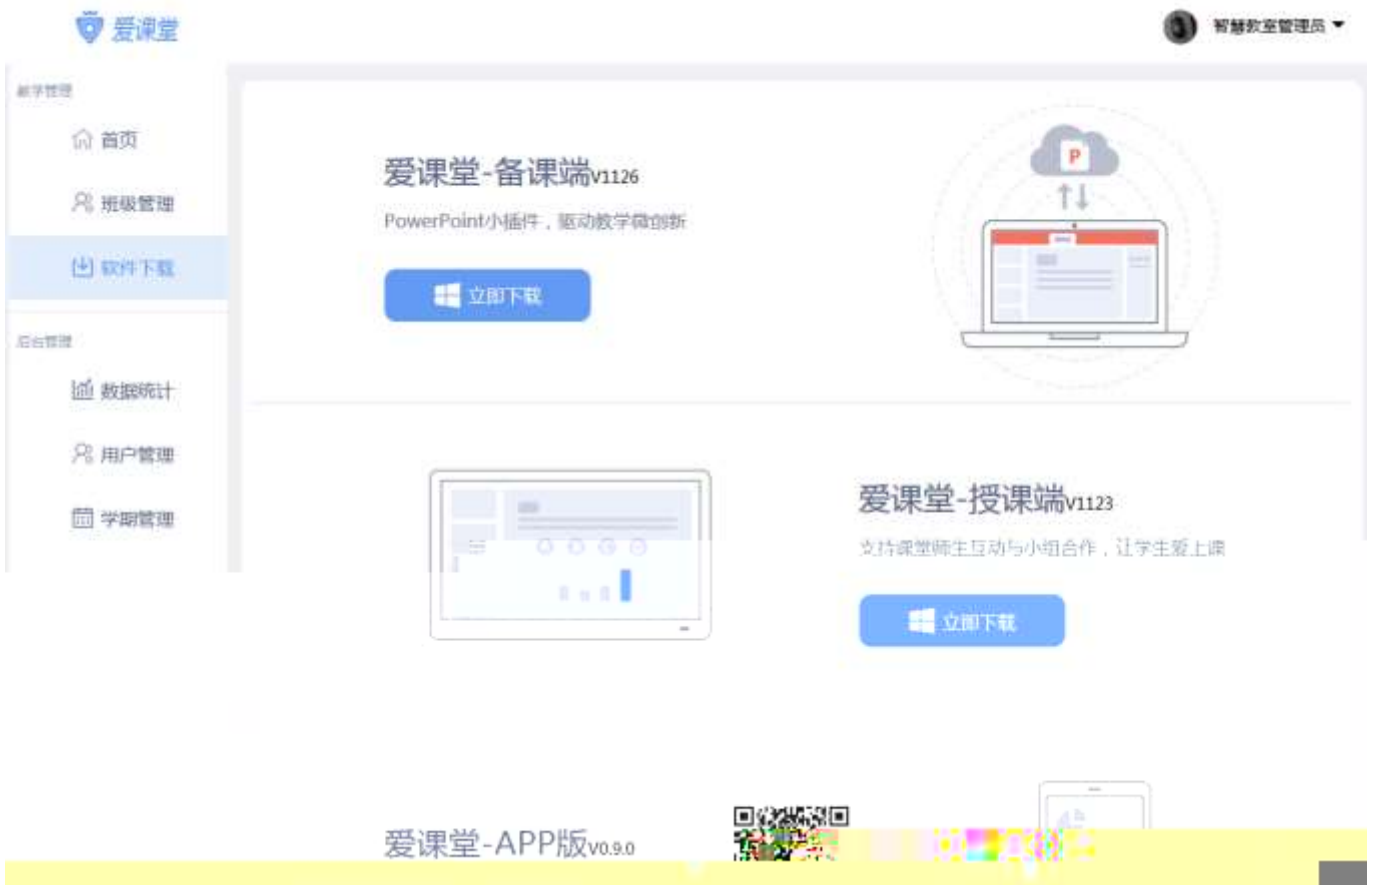 爱课堂
智慧教室管理员
教学管理
首页
班级管理
软件下载
后台管理
数据统计
用户管理
学期管理
爱课堂-备课端V1126
PowerPoint小插件，驱动教学微创新
立即下载
P
爱课堂-授课端V1123
支持课堂师生互动与小组合作，让学生爱上课
立即下载
爱课堂-APP版V0.9.0